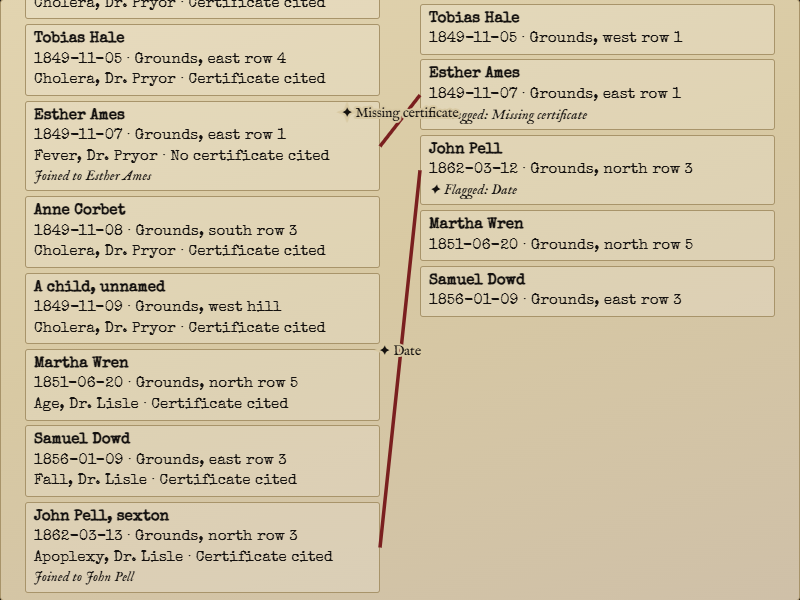 Cholera, Dr. Pryor · Certificate cited
Tobias Hale
1849-11-05 · Grounds, east row 4
Cholera, Dr. Pryor · Certificate cited
Esther Ames
1849-11-07 · Grounds, east row 1
Fever, Dr. Pryor · No certificate cited
Joined to Esther Ames
Anne Corbet
1849-11-08 · Grounds, south row 3
Cholera, Dr. Pryor · Certificate cited
A child, unnamed
1849-11-09 · Grounds, west hill
Cholera, Dr. Pryor · Certificate cited
Martha Wren
1851-06-20 · Grounds, north row 5
Age, Dr. Lisle · Certificate cited
Samuel Dowd
1856-01-09 · Grounds, east row 3
Fall, Dr. Lisle · Certificate cited
John Pell, sexton
1862-03-13 · Grounds, north row 3
Apoplexy, Dr. Lisle · Certificate cited
Joined to John Pell
✦ Missing certificate
✦ Date
Tobias Hale
1849-11-05 · Grounds, west row 1
Esther Ames
1849-11-07 · Grounds, east row 1
Missing certificate
John Pell
1862-03-12 · Grounds, north row 3
✦ Flagged: Date
Martha Wren
1851-06-20 · Grounds, north row 5
Samuel Dowd
1856-01-09 · Grounds, east row 3